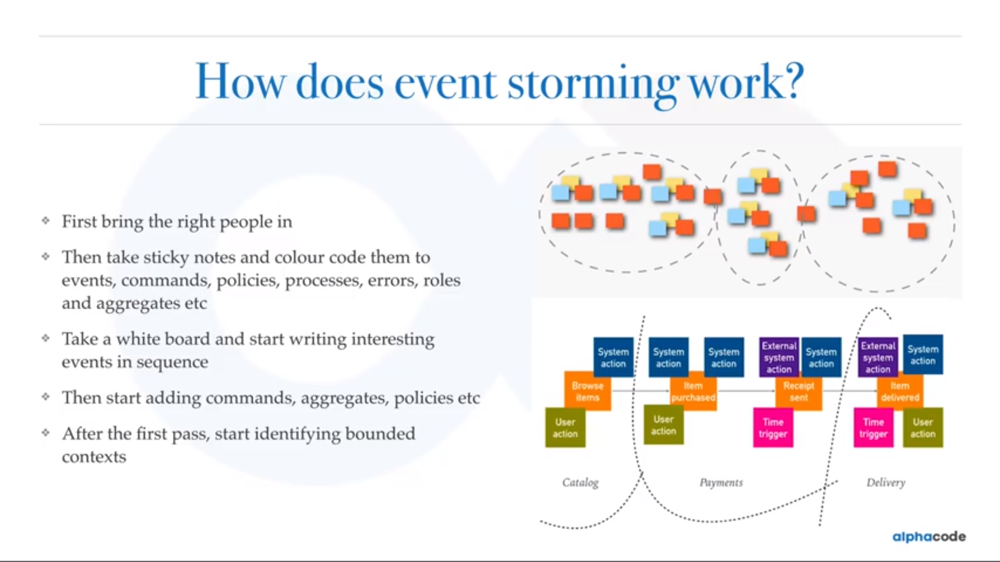 How does event storming work?
❖ First bring the right people in
❖ Then take sticky notes and colour code them to
events, commands, policies, processes, errors, roles
and aggregates etc
❖ Take a white board and start writing interesting
events in sequence
❖ Then start adding commands, aggregates, policies etc
❖ After the first pass, start identifying bounded
contexts
System
action
System
action
System
action
External
system
action
System
action
External
system
action
System
action
Browse
items
Item
purchased
Receipt
sent
Item
delivered
User
action
User
action
Time
trigger
Time
trigger
User
action
Catalog
Payments
Delivery
alphacode